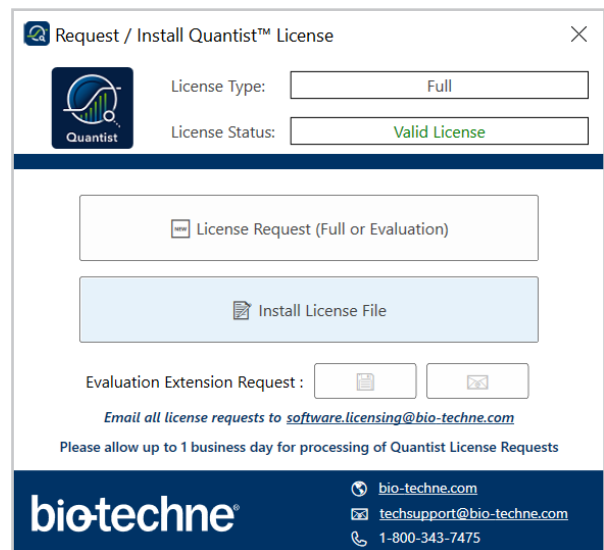 Request / Install Quantist™ License
License Type: Full
Quantist
License Status: Valid License
NEW License Request (Full or Evaluation)
Install License File
Evaluation Extension Request :
Email all license requests to software.licensing@bio-techne.com
Please allow up to 1 business day for processing of Quantist License Requests
bio-techne®
bio-techne.com
techsupport@bio-techne.com
1-800-343-7475